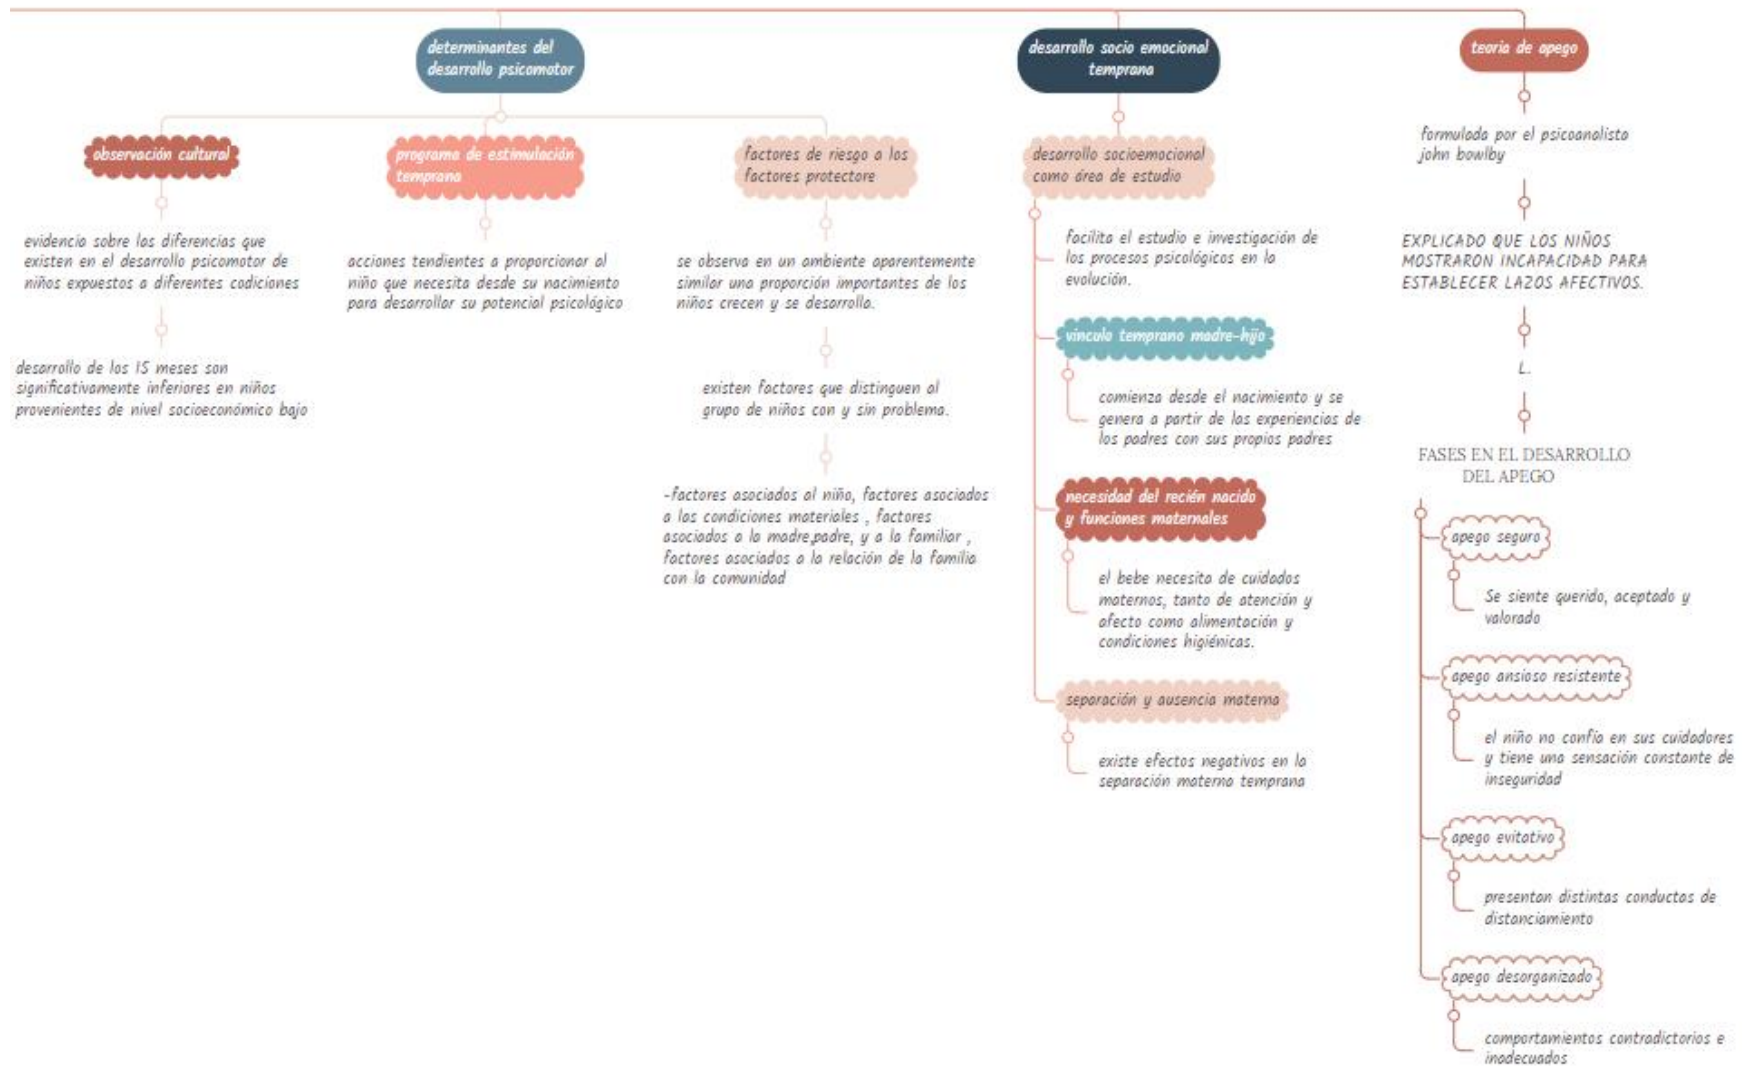 determinantes del
desarrollo psicomotor
observación cultural
evidencia sobre las diferencias que
existen en el desarrollo psicomotor de
niños expuestos a diferentes codiciones
desarrollo de los 15 meses son
significativamente inferiores en niños
provenientes de nivel socioeconómico bajo
programa de estimulación
temprana
acciones tendientes a proporcionar al
niño que necesita desde su nacimiento
para desarrollar su potencial psicológico
factores de riesgo a los
factores protectore
se observa en un ambiente aparentemente
similar una proporción importantes de los
niños crecen y se desarrolla.
existen factores que distinguen al
grupo de niños con y sin problema.
-factores asociados al niño, factores asociados
a las condiciones materiales , factores
asociados a la madre,padre, y a la familiar ,
factores asociados a la relación de la familia
con la comunidad
desarrollo socio emocional
temprana
desarrollo socioemocional
como área de estudio
facilita el estudio e investigación de
los procesos psicológicos en la
evolución.
vinculo temprano madre-hijo
comienza desde el nacimiento y se
genera a partir de las experiencias de
los padres con sus propios padres
necesidad del recién nacido
y funciones maternales
el bebe necesita de cuidados
maternos, tanto de atención y
afecto como alimentación y
condiciones higiénicas.
separación y ausencia materna
existe efectos negativos en la
separación materna temprana
teoria de apego
formulada por el psicoanalista
john bowlby
EXPLICADO QUE LOS NIÑOS
MOSTRARON INCAPACIDAD PARA
ESTABLECER LAZOS AFECTIVOS.
L.
FASES EN EL DESARROLLO
DEL APEGO
apego seguro
Se siente querido, aceptado y
valorado
apego ansioso resistente
el niño no confía en sus cuidadores
y tiene una sensación constante de
inseguridad
apego evitativo
presentan distintas conductas de
distanciamiento
apego desorganizado
comportamientos contradictorios e
inadecuados